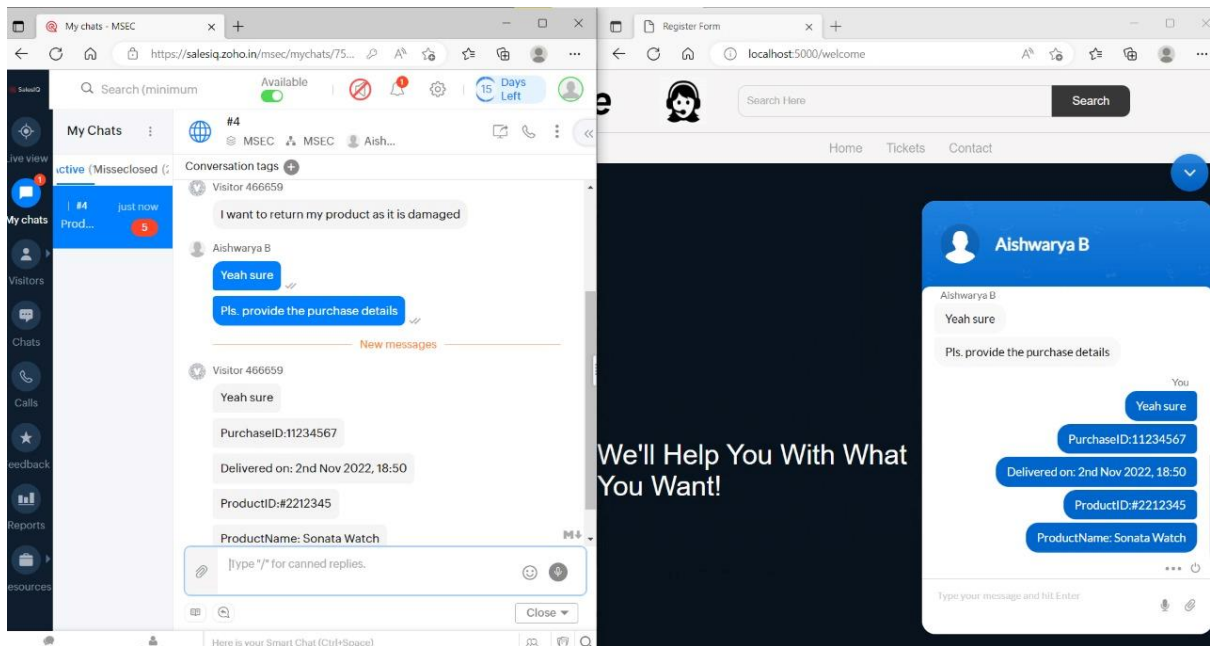 My chats - MSEC
https://salesiq.zoho.in/msec/mychats/75...
SalesIQ
Search (minimum
Available
1
15 Days
Left
Live view
1
My chats
Visitors
Chats
Calls
eedback
Reports
esources
My Chats
ctive (Misseclosed (2
#4 just now
Prod... 5
#4
MSEC MSEC Aish...
Conversation tags
Visitor 466659
I want to return my product as it is damaged
Aishwarya B
Yeah sure
Pls. provide the purchase details
New messages
Visitor 466659
Yeah sure
PurchaseID:11234567
Delivered on: 2nd Nov 2022, 18:50
ProductID:#2212345
ProductName: Sonata Watch
M
Type "/" for canned replies.
Close
Here is your Smart Chat (Ctrl+Space)
Register Form
localhost:5000/welcome
e
Search Here
Search
Home Tickets Contact
We'll Help You With What
You Want!
Aishwarya B
Aishwarya B
Yeah sure
Pls. provide the purchase details
You
Yeah sure
PurchaseID:11234567
Delivered on: 2nd Nov 2022, 18:50
ProductID:#2212345
ProductName: Sonata Watch
Type your message and hit Enter